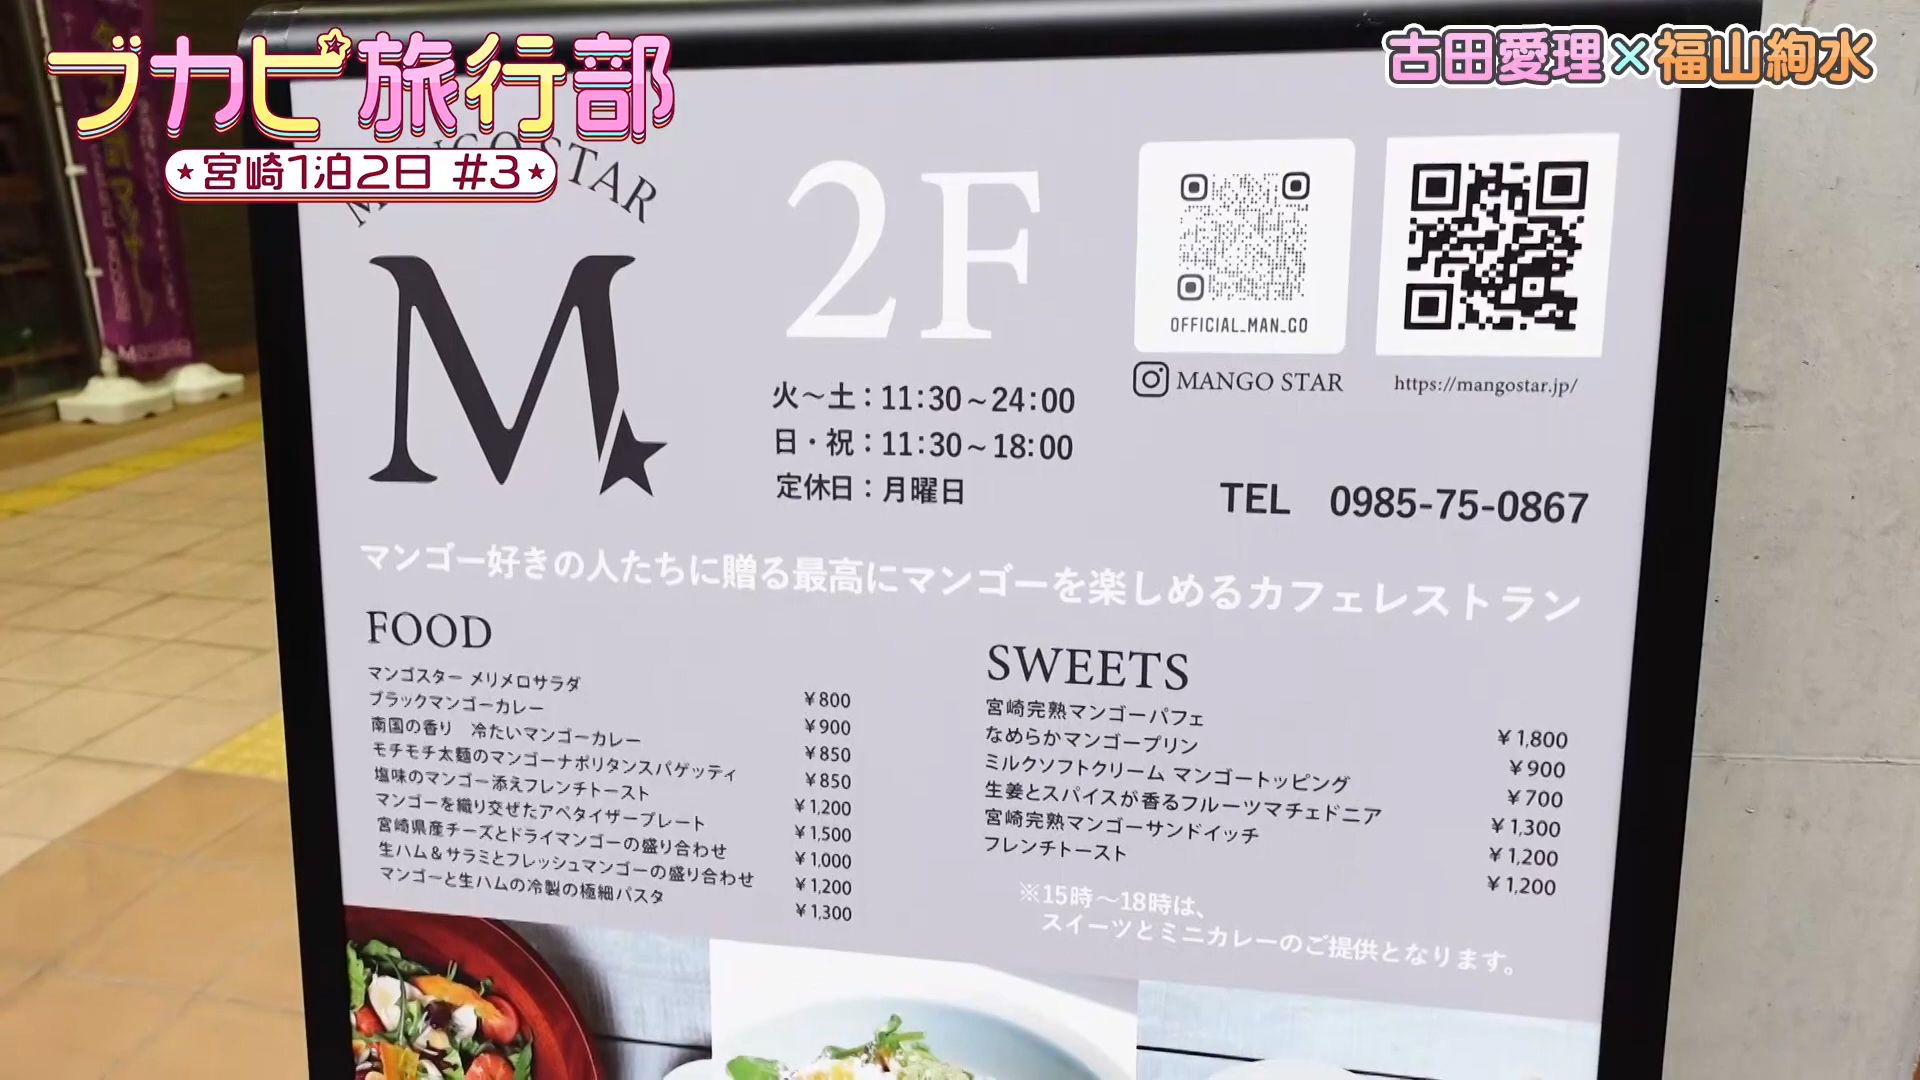 ブカピ旅行部
宮崎1泊2日 #3
古田愛理×福山絢水
MANGO STAR
M
2F
火～土：11:30～24:00
日・祝：11:30～18:00
定休日：月曜日
OFFICIAL_MAN_GO
MANGO STAR
https://mangostar.jp/
TEL 0985-75-0867
マンゴー好きの人たちに贈る最高にマンゴーを楽しめるカフェレストラン
FOOD
マンゴスター メリメロサラダ ¥800
ブラックマンゴーカレー ¥900
南国の香り 冷たいマンゴーカレー ¥850
モチモチ太麺のマンゴーナポリタンスパゲッティ ¥850
塩味のマンゴー添えフレンチトースト ¥1,200
マンゴーを織り交ぜたアペタイザープレート ¥1,500
宮崎県産チーズとドライマンゴーの盛り合わせ ¥1,000
生ハム＆サラミとフレッシュマンゴーの盛り合わせ ¥1,200
マンゴーと生ハムの冷製の極細パスタ ¥1,300
SWEETS
宮崎完熟マンゴーパフェ ¥1,800
なめらかマンゴープリン ¥900
ミルクソフトクリーム マンゴートッピング ¥700
生姜とスパイスが香るフルーツマチェドニア ¥1,300
宮崎完熟マンゴーサンドイッチ ¥1,200
フレンチトースト ¥1,200
※15時～18時は、
スイーツとミニカレーのご提供となります。